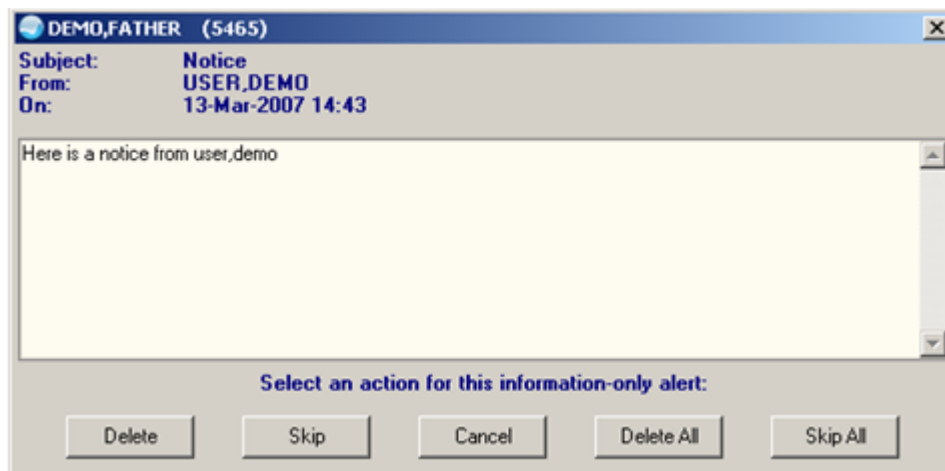 DEMO,FATHER (5465)
Subject: Notice
From: USER,DEMO
On: 13-Mar-2007 14:43
Here is a notice from user,demo
Select an action for this information-only alert:
Delete Skip Cancel Delete All Skip All